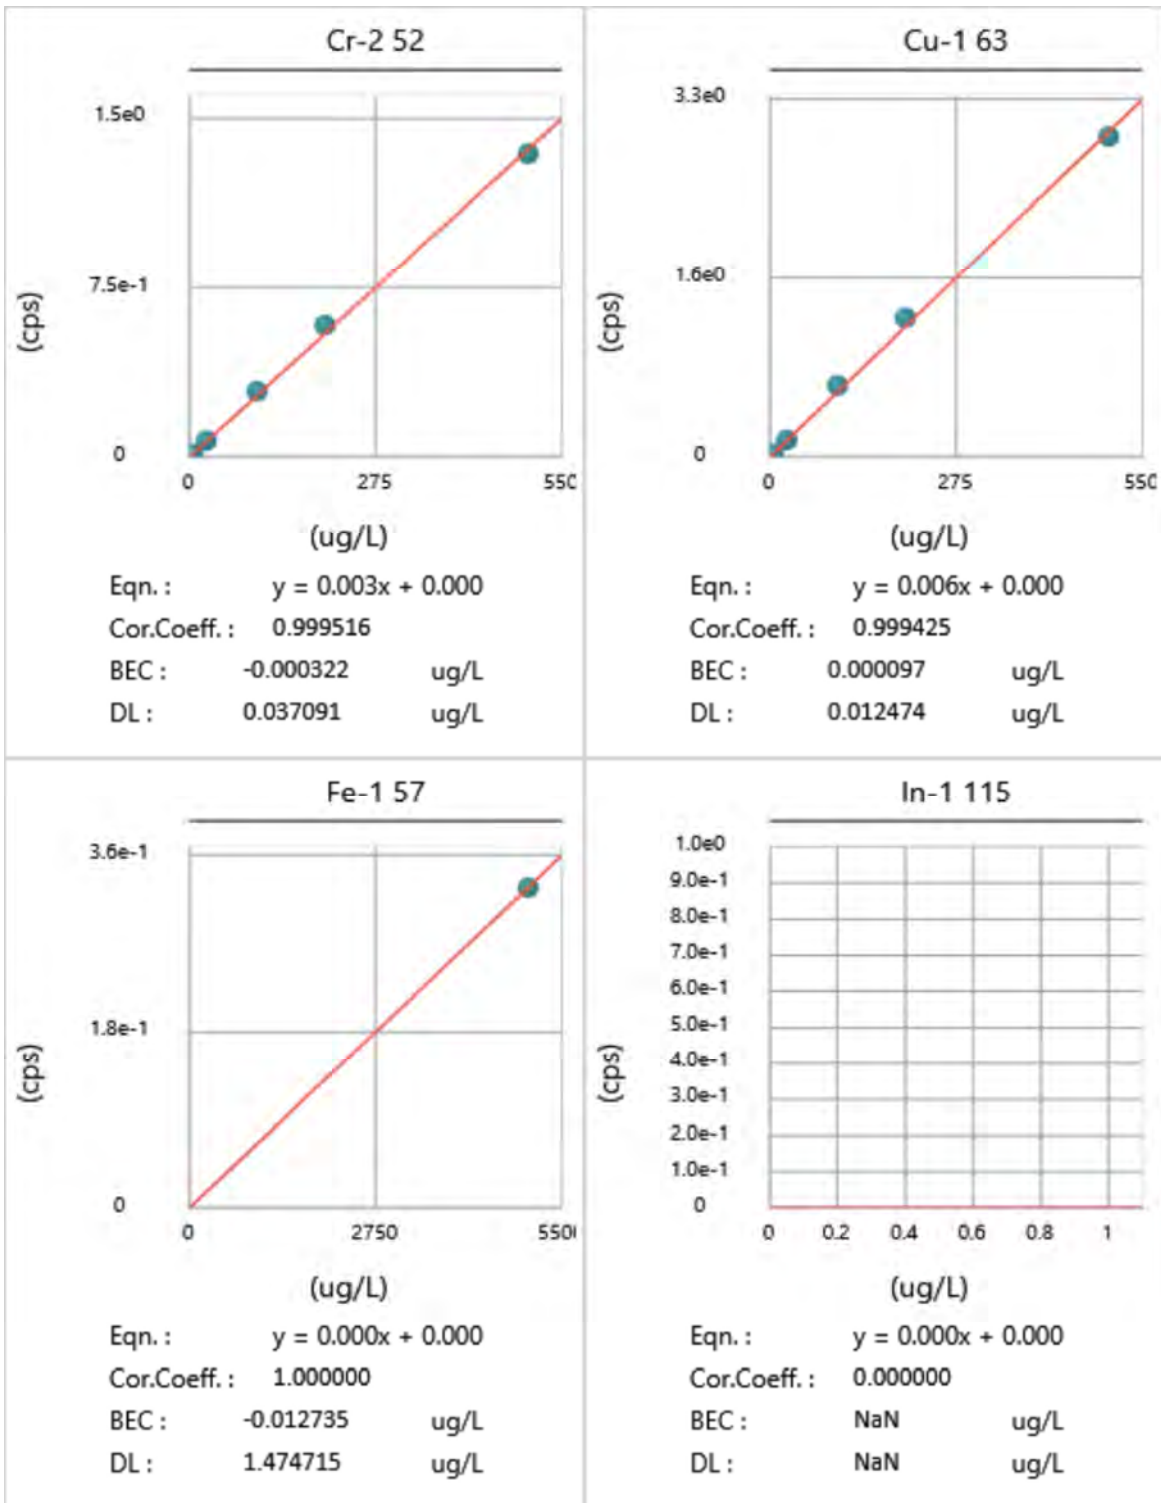 Cr-2 52
1.5e0
7.5e-1
0
(cps)
0 275 550
(ug/L)
Eqn. : y = 0.003x + 0.000
Cor.Coeff. : 0.999516
BEC : -0.000322 ug/L
DL : 0.037091 ug/L
Cu-1 63
3.3e0
1.6e0
0
(cps)
0 275 550
(ug/L)
Eqn. : y = 0.006x + 0.000
Cor.Coeff. : 0.999425
BEC : 0.000097 ug/L
DL : 0.012474 ug/L
Fe-1 57
3.6e-1
1.8e-1
0
(cps)
0 2750 550
(ug/L)
Eqn. : y = 0.000x + 0.000
Cor.Coeff. : 1.000000
BEC : -0.012735 ug/L
DL : 1.474715 ug/L
In-1 115
1.0e0
9.0e-1
8.0e-1
7.0e-1
6.0e-1
5.0e-1
4.0e-1
3.0e-1
2.0e-1
1.0e-1
0
(cps)
0 0.2 0.4 0.6 0.8 1
(ug/L)
Eqn. : y = 0.000x + 0.000
Cor.Coeff. : 0.000000
BEC : NaN ug/L
DL : NaN ug/L